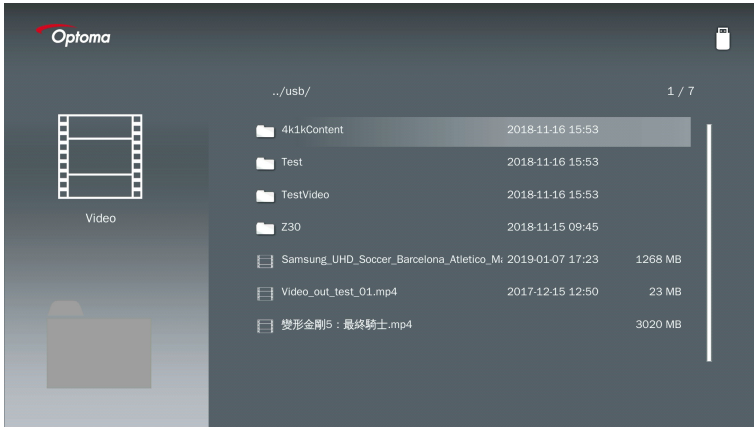 Optoma
../usb/ 1 / 7
4k1kContent 2018-11-16 15:53
Test 2018-11-16 15:53
Video
TestVideo 2018-11-16 15:53
Z30 2018-11-15 09:45
Samsung_UHD_Soccer_Barcelona_Atletico_Ma 2019-01-07 17:23 1268 MB
Video_out_test_01.mp4 2017-12-15 12:50 23 MB
變形金剛5：最終騎士.mp4 3020 MB